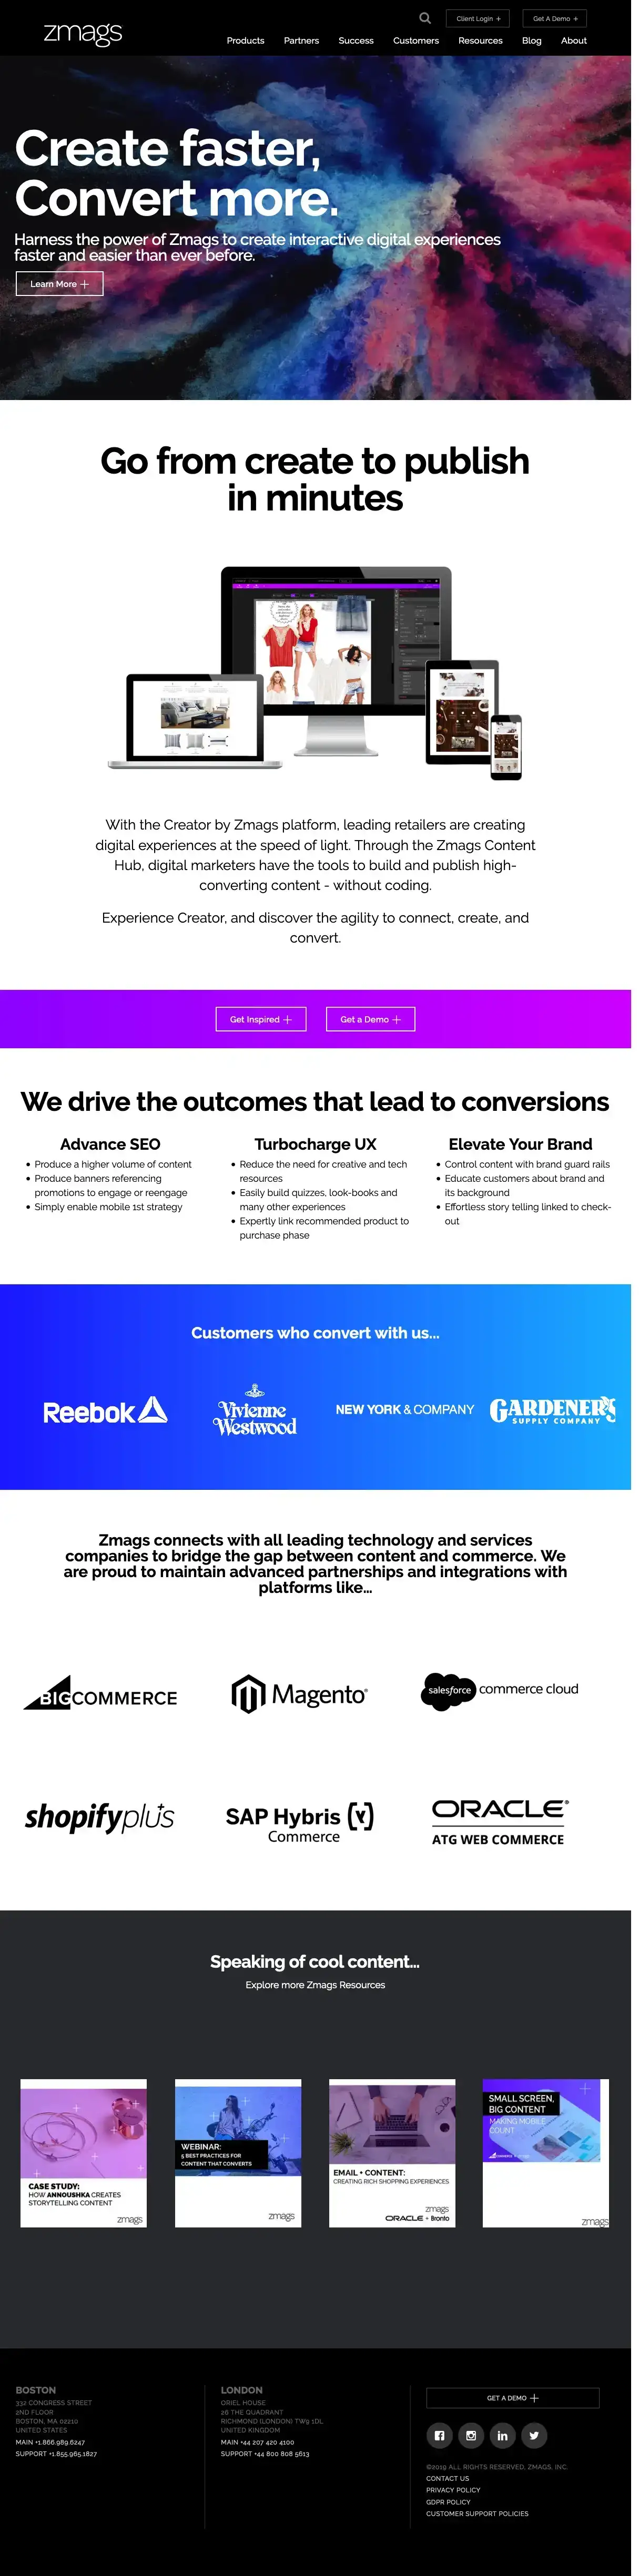 zmags
Client Login +
Get A Demo +
Products Partners Success Customers Resources Blog About
Create faster,
Convert more.
Harness the power of Zmags to create interactive digital experiences
faster and easier than ever before.
Learn More +
Go from create to publish
in minutes
With the Creator by Zmags platform, leading retailers are creating
digital experiences at the speed of light. Through the Zmags Content
Hub, digital marketers have the tools to build and publish high-
converting content - without coding.
Experience Creator, and discover the agility to connect, create, and
convert.
Get Inspired +
Get a Demo +
We drive the outcomes that lead to conversions
Advance SEO
• Produce a higher volume of content
• Produce banners referencing
promotions to engage or reengage
• Simply enable mobile 1st strategy
Turbocharge UX
• Reduce the need for creative and tech
resources
• Easily build quizzes, look-books and
many other experiences
• Expertly link recommended product to
purchase phase
Elevate Your Brand
• Control content with brand guard rails
• Educate customers about brand and
its background
• Effortless story telling linked to check-
out
Customers who convert with us...
Reebok
Vivienne
Westwood
NEW YORK & COMPANY
GARDENER'S
SUPPLY COMPANY
Zmags connects with all leading technology and services
companies to bridge the gap between content and commerce. We
are proud to maintain advanced partnerships and integrations with
platforms like...
BIGCOMMERCE
Magento®
salesforce commerce cloud
shopifyplus
SAP Hybris (Y)
Commerce
ORACLE®
ATG WEB COMMERCE
Speaking of cool content...
Explore more Zmags Resources
CASE STUDY:
HOW ANNOUSHKA CREATES
STORYTELLING CONTENT
zmags
WEBINAR:
5 BEST PRACTICES FOR
CONTENT THAT CONVERTS
zmags
EMAIL + CONTENT:
CREATING RICH SHOPPING EXPERIENCES
zmags
ORACLE + Bronto
SMALL SCREEN,
BIG CONTENT
MAKING MOBILE
COUNT
zmags
BOSTON
332 CONGRESS STREET
2ND FLOOR
BOSTON, MA 02210
UNITED STATES
MAIN +1.866.989.6247
SUPPORT +1.855.965.1827
LONDON
ORIEL HOUSE
26 THE QUADRANT
RICHMOND (LONDON) TW9 1DL
UNITED KINGDOM
MAIN +44 207 420 4100
SUPPORT +44 800 808 5613
GET A DEMO +
©2019 ALL RIGHTS RESERVED, ZMAGS, INC.
CONTACT US
PRIVACY POLICY
GDPR POLICY
CUSTOMER SUPPORT POLICIES